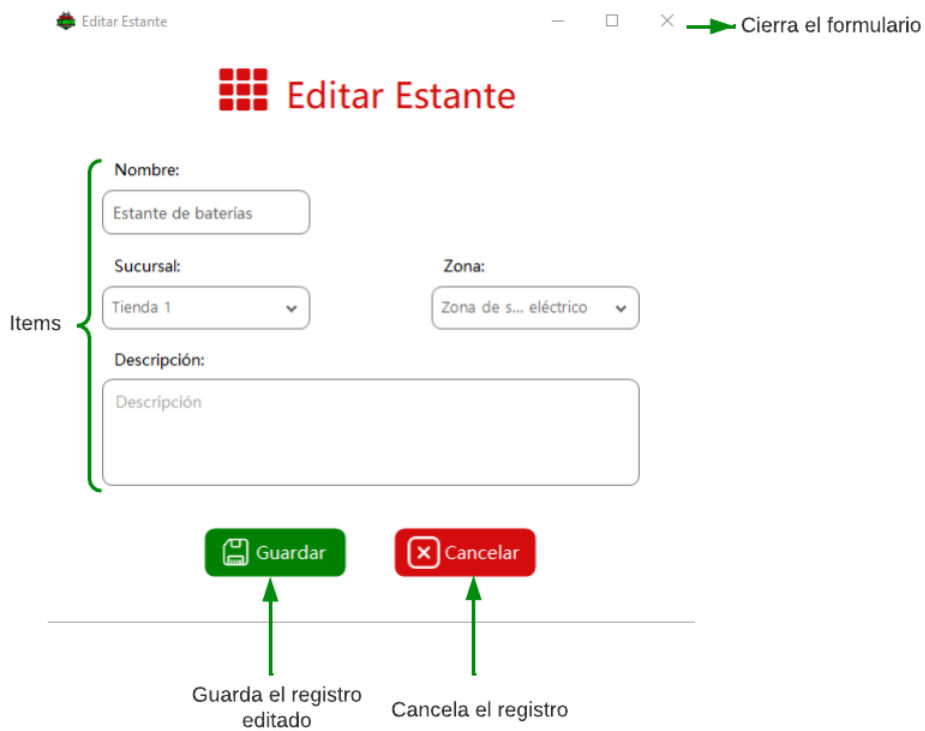 Editar Estante
Cierra el formulario
Editar Estante
Nombre:
Estante de baterías
Sucursal:
Zona:
Tienda 1
Zona de s... eléctrico
Items
Descripción:
Descripción
Guardar
Cancelar
Guarda el registro
editado
Cancela el registro